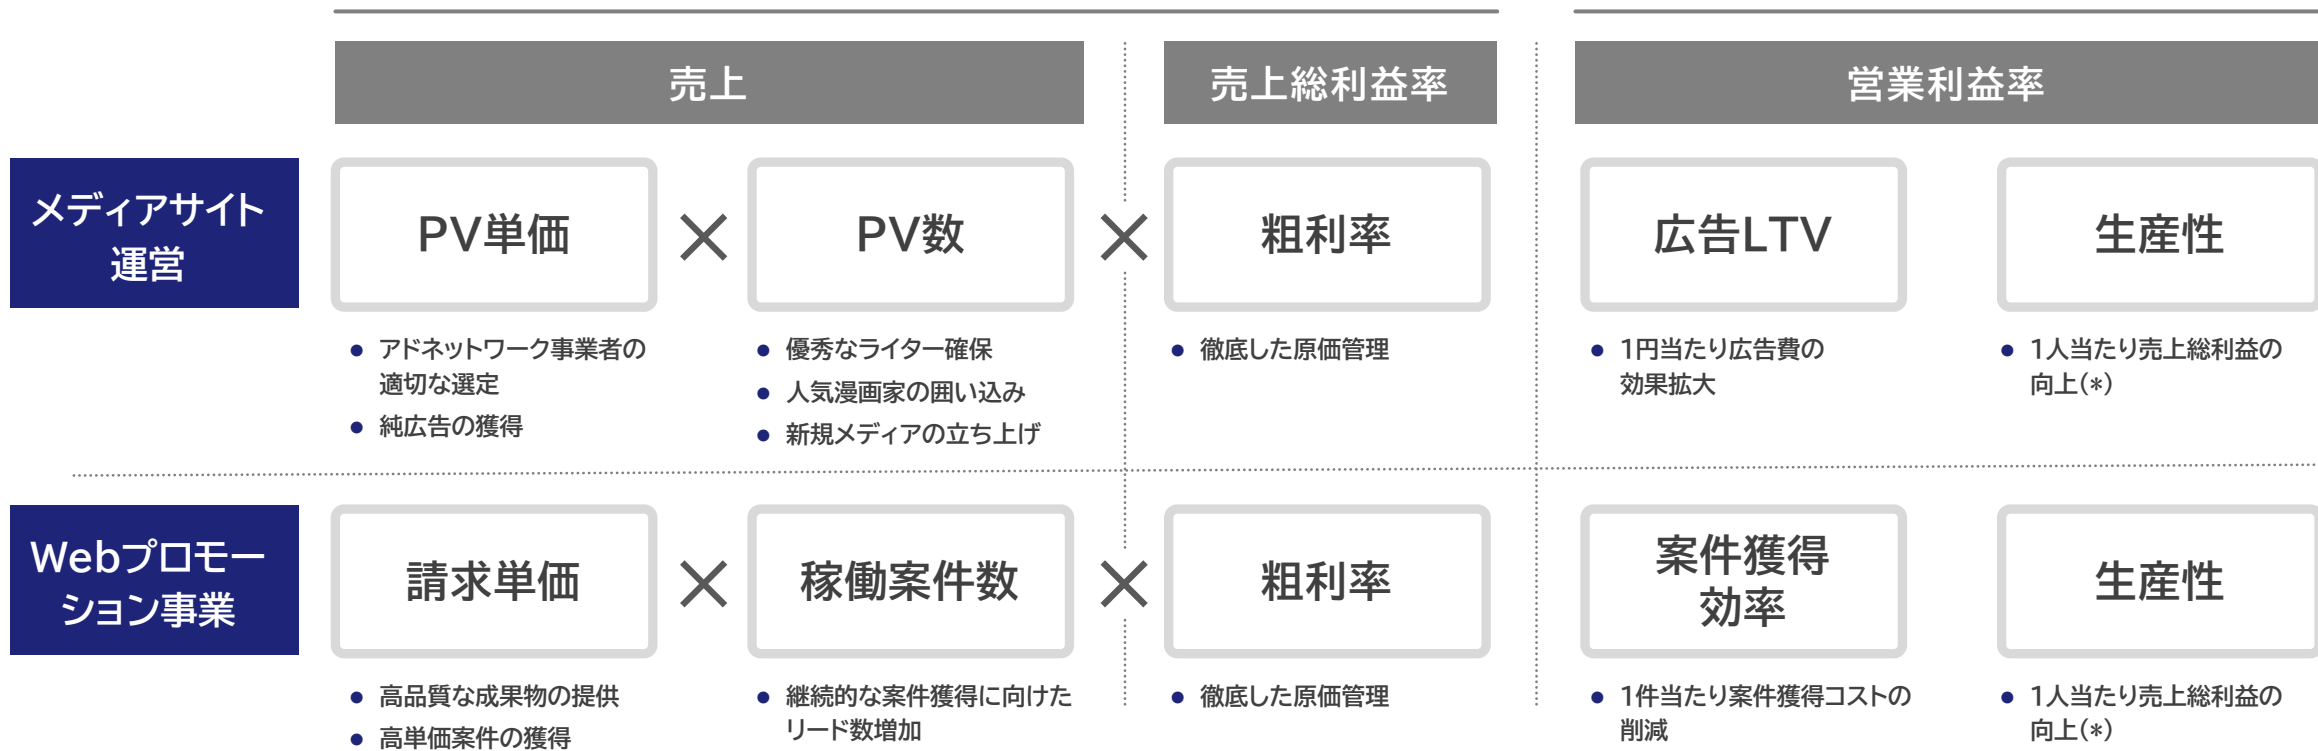 売上
売上総利益率
営業利益率
メディアサイト
運営
PV単価
×
PV数
×
粗利率
広告LTV
生産性
● アドネットワーク事業者の
適切な選定
● 純広告の獲得
● 優秀なライター確保
● 人気漫画家の囲い込み
● 新規メディアの立ち上げ
● 徹底した原価管理
● 1円当たり広告費の
効果拡大
● 1人当たり売上総利益の
向上(*)
Webプロモー
ション事業
請求単価
×
稼働案件数
×
粗利率
案件獲得
効率
生産性
● 高品質な成果物の提供
● 高単価案件の獲得
● 継続的な案件獲得に向けた
リード数増加
● 徹底した原価管理
● 1件当たり案件獲得コストの
削減
● 1人当たり売上総利益の
向上(*)